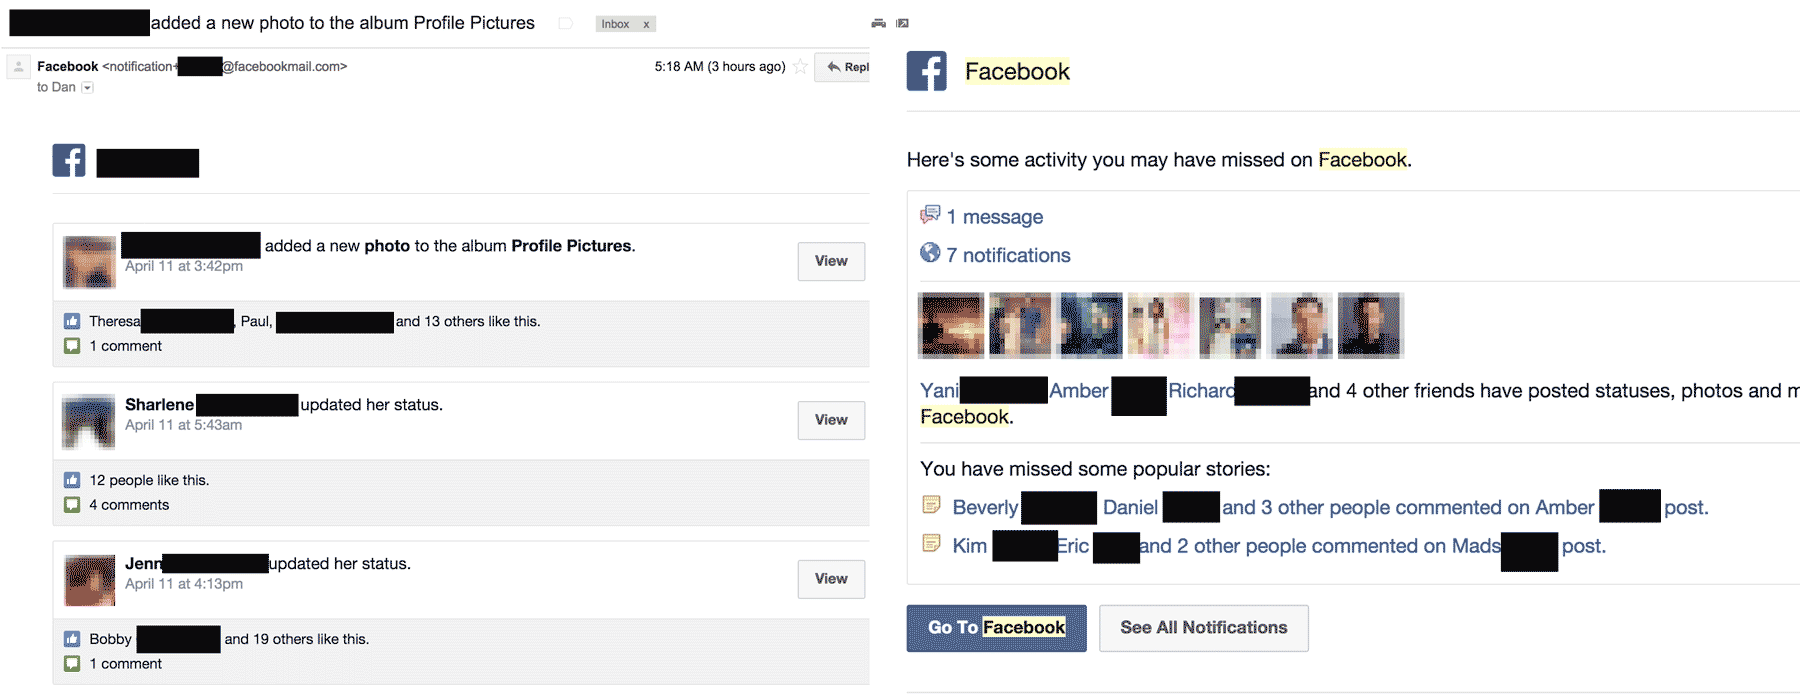 added a new photo to the album Profile Pictures Inbox x
Facebook <notification+ @facebookmail.com> 5:18 AM (3 hours ago) Repl
to Dan
added a new photo to the album Profile Pictures. View
April 11 at 3:42pm
Theresa , Paul, and 13 others like this.
1 comment
Sharlene updated her status. View
April 11 at 5:43am
12 people like this.
4 comments
Jenn updated her status. View
April 11 at 4:13pm
Bobby and 19 others like this.
1 comment
Facebook
Here's some activity you may have missed on Facebook.
1 message
7 notifications
Yani Amber Richard and 4 other friends have posted statuses, photos and m
Facebook.
You have missed some popular stories:
Beverly Daniel and 3 other people commented on Amber post.
Kim Eric and 2 other people commented on Mads post.
Go To Facebook See All Notifications